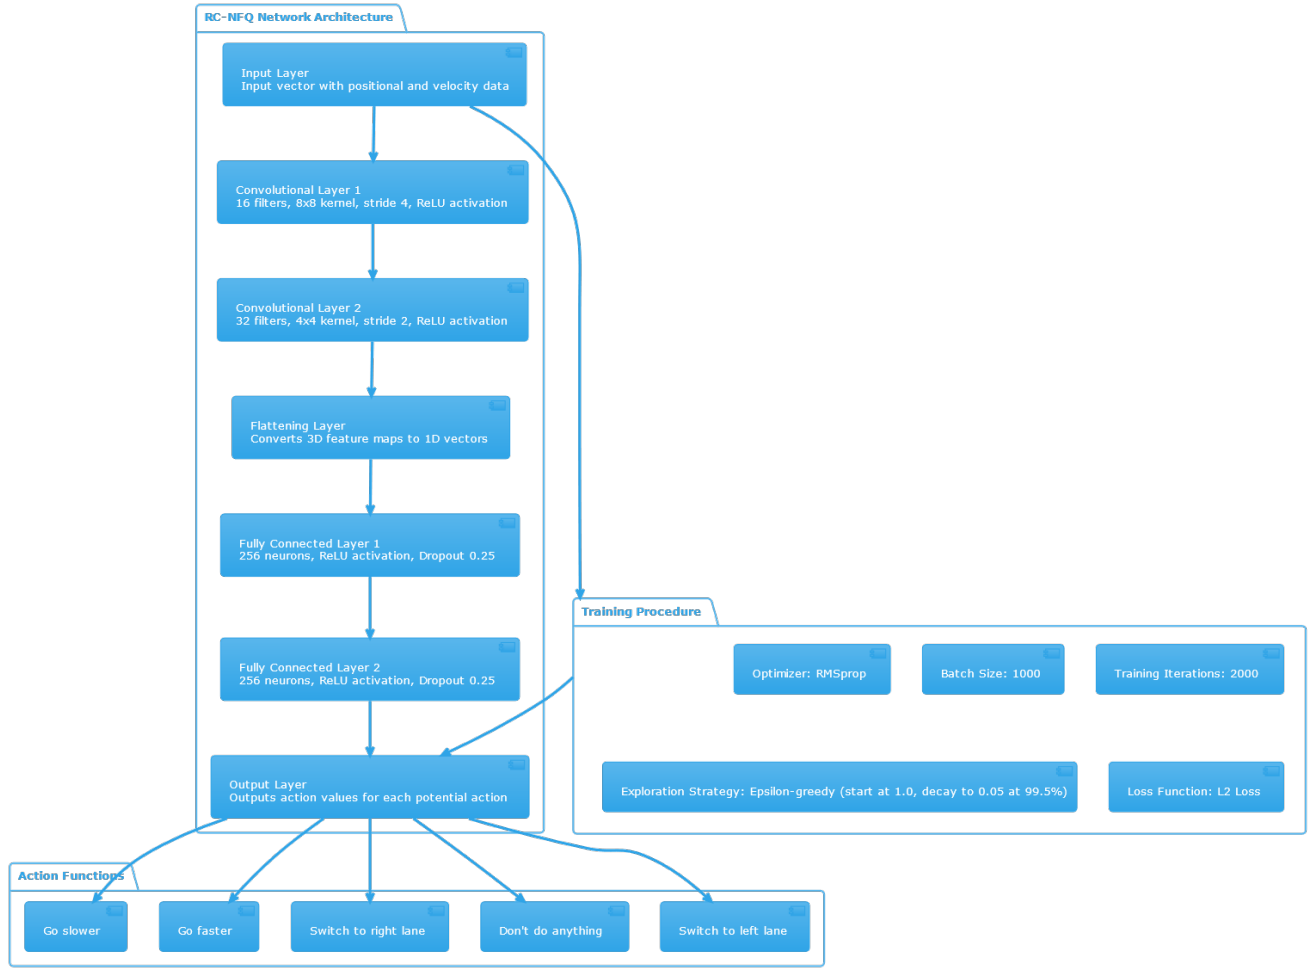 RC-NFQ Network Architecture
Input Layer
Input vector with positional and velocity data
Convolutional Layer 1
16 filters, 8x8 kernel, stride 4, ReLU activation
Convolutional Layer 2
32 filters, 4x4 kernel, stride 2, ReLU activation
Flattening Layer
Converts 3D feature maps to 1D vectors
Fully Connected Layer 1
256 neurons, ReLU activation, Dropout 0.25
Fully Connected Layer 2
256 neurons, ReLU activation, Dropout 0.25
Output Layer
Outputs action values for each potential action
Training Procedure
Optimizer: RMSprop
Batch Size: 1000
Training Iterations: 2000
Exploration Strategy: Epsilon-greedy (start at 1.0, decay to 0.05 at 99.5%)
Loss Function: L2 Loss
Action Functions
Go slower
Go faster
Switch to right lane
Don't do anything
Switch to left lane